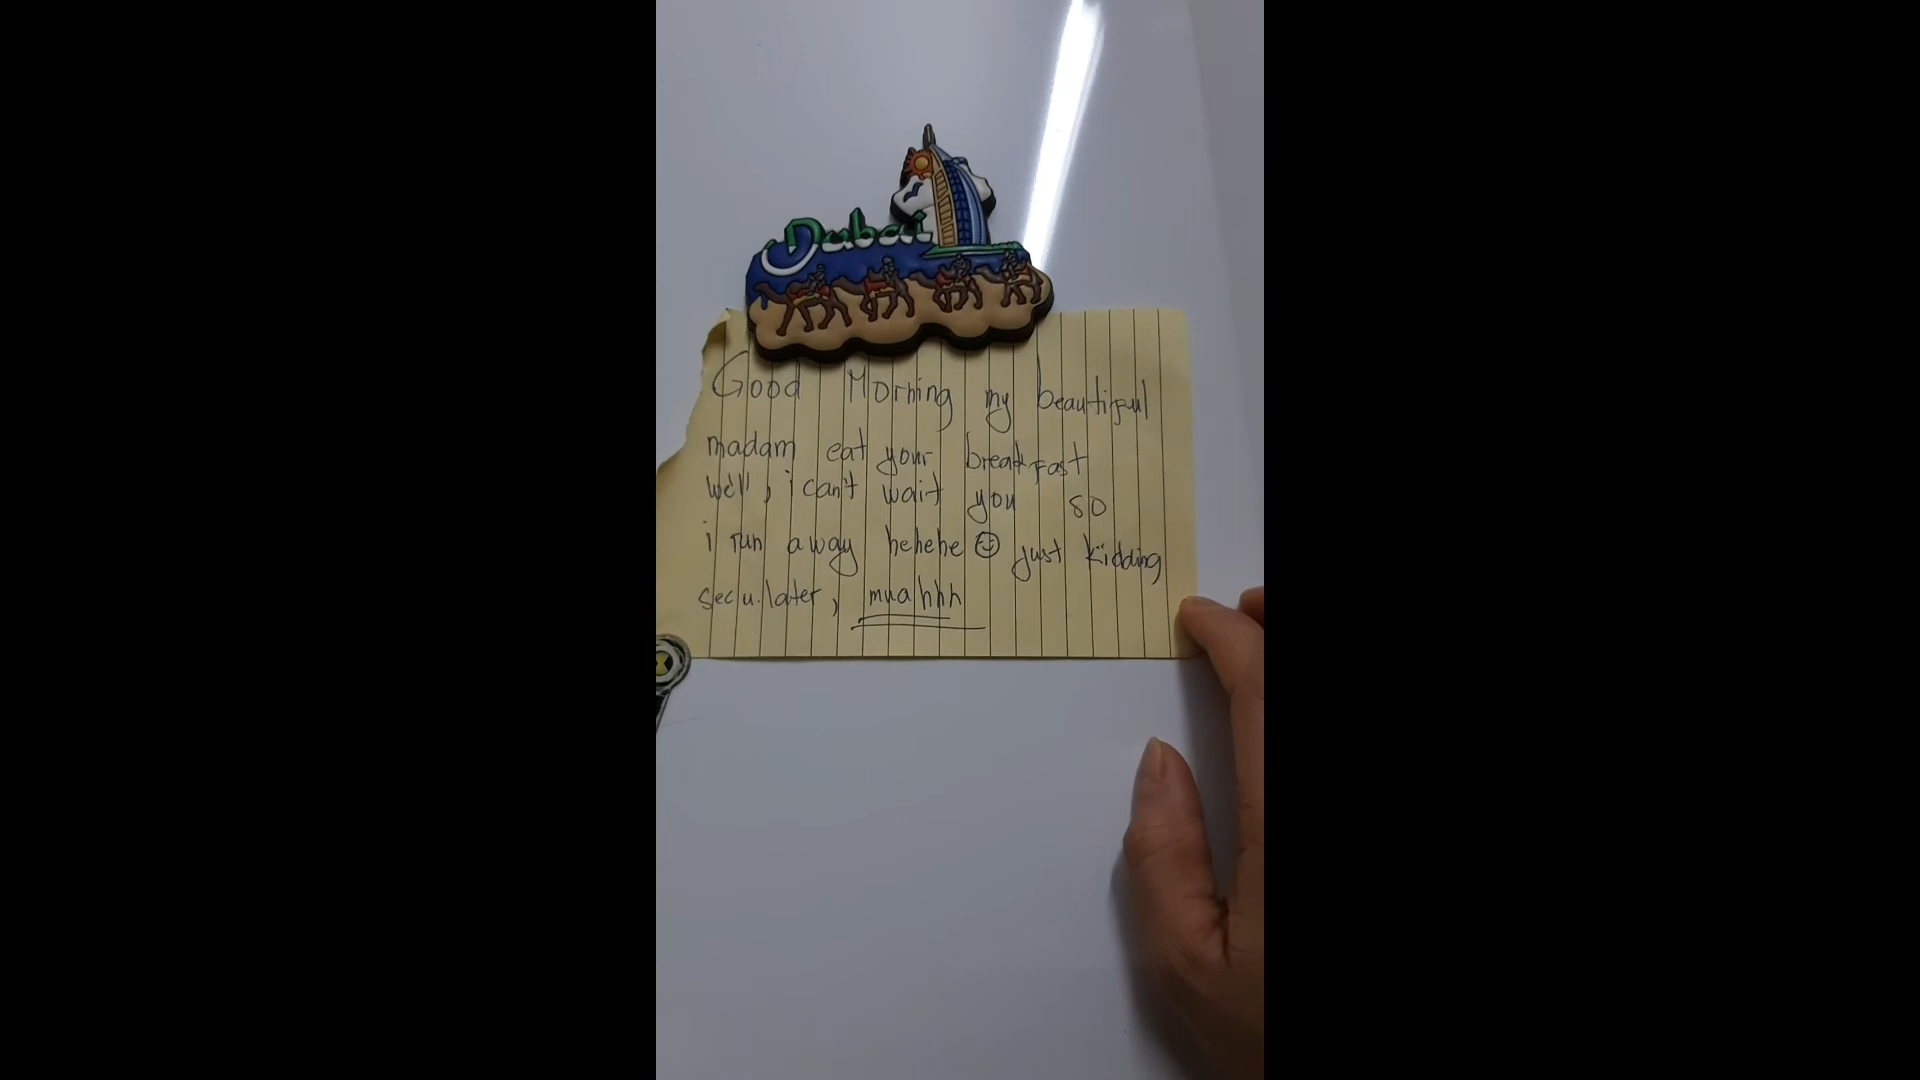 Dubai
Good Morning my beautiful
madam eat your breakfast
well, i can't wait you so
i run away hehehe ☺ just kidding
see u later, muahhh